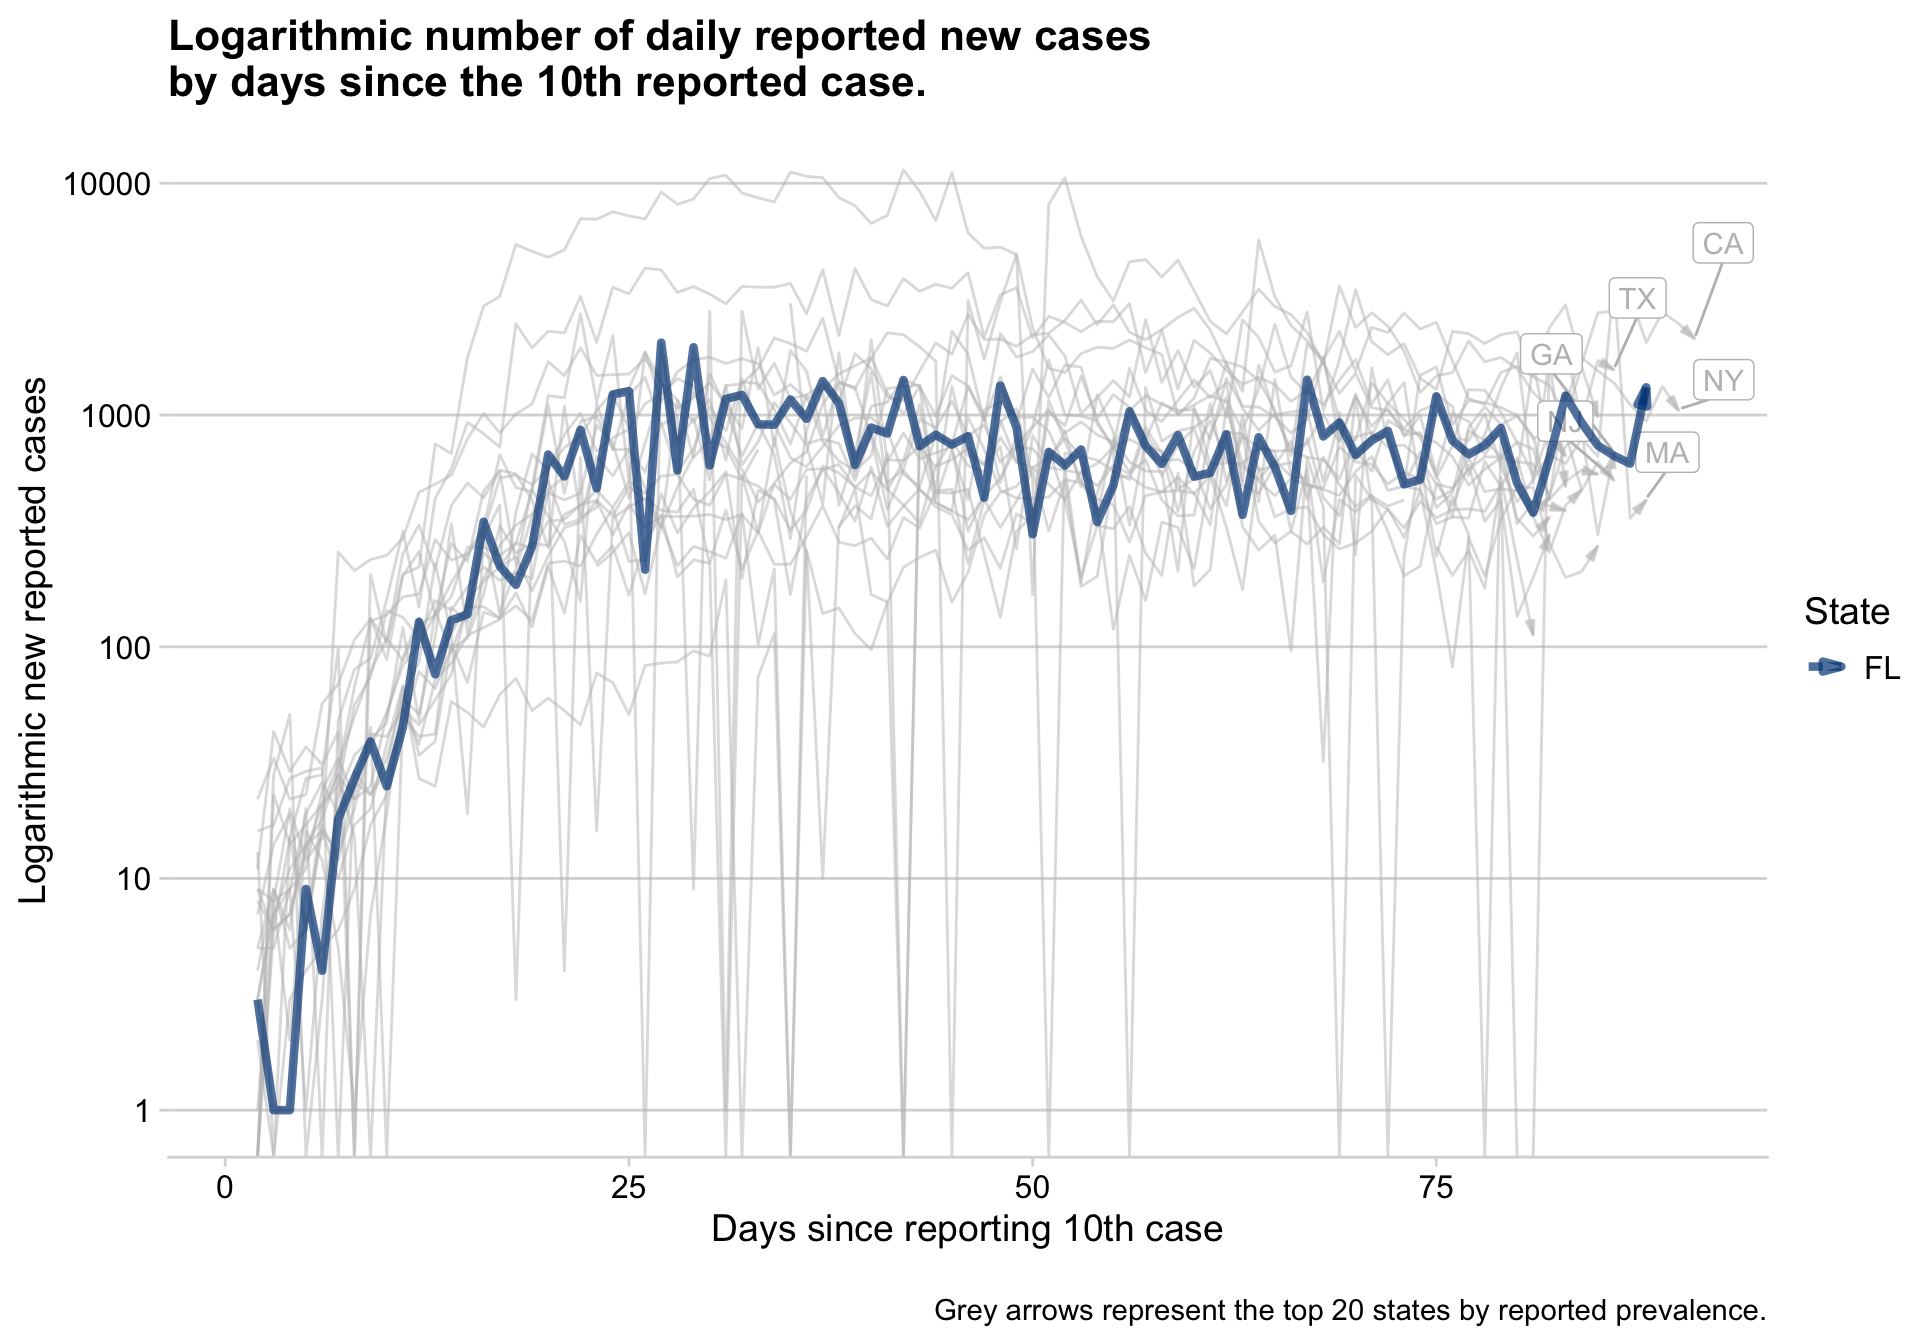 Logarithmic number of daily reported new cases
by days since the 10th reported case.
Logarithmic new reported cases
10000
1000
100
10
1
CA
TX
GA
NY
NJ
MA
State
FL
0
25
50
75
Days since reporting 10th case
Grey arrows represent the top 20 states by reported prevalence.